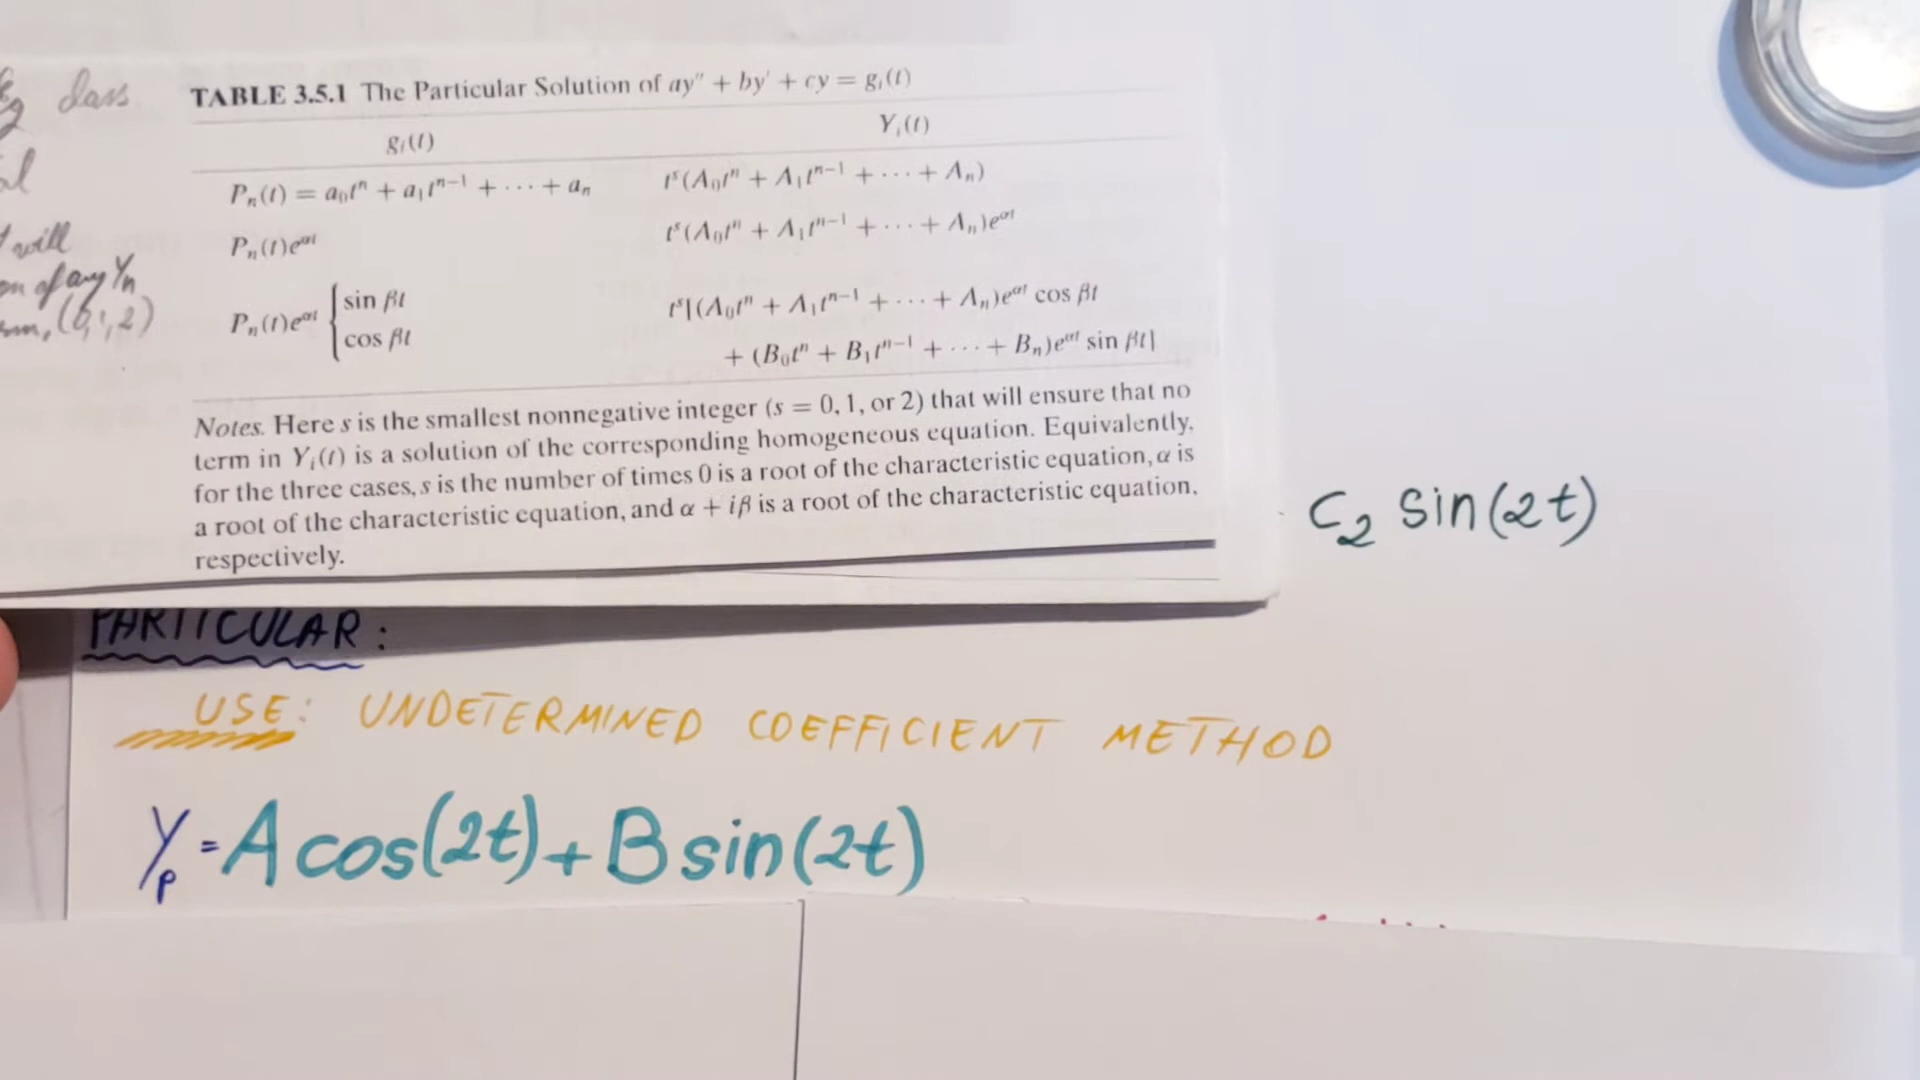 class
TABLE 3.5.1 The Particular Solution of ay″ + by′ + cy = gᵢ(t)
gᵢ(t) Yᵢ(t)
Pₙ(t) = a₀tⁿ + a₁tⁿ⁻¹ + ··· + aₙ tˢ(A₀tⁿ + A₁tⁿ⁻¹ + ··· + Aₙ)
Pₙ(t)e^αt tˢ(A₀tⁿ + A₁tⁿ⁻¹ + ··· + Aₙ)e^αt
Pₙ(t)e^αt { sin βt tˢ[(A₀tⁿ + A₁tⁿ⁻¹ + ··· + Aₙ)e^αt cos βt
cos βt + (B₀tⁿ + B₁tⁿ⁻¹ + ··· + Bₙ)e^αt sin βt]
will
of any Yₙ
Notes. Here s is the smallest nonnegative integer (s = 0, 1, or 2) that will ensure that no
term in Yᵢ(t) is a solution of the corresponding homogeneous equation. Equivalently,
for the three cases, s is the number of times 0 is a root of the characteristic equation, α is
a root of the characteristic equation, and α + iβ is a root of the characteristic equation,
respectively.
C₂ sin(2t)
PARTICULAR:
USE: UNDETERMINED COEFFICIENT METHOD
Yₚ = A cos(2t) + B sin(2t)